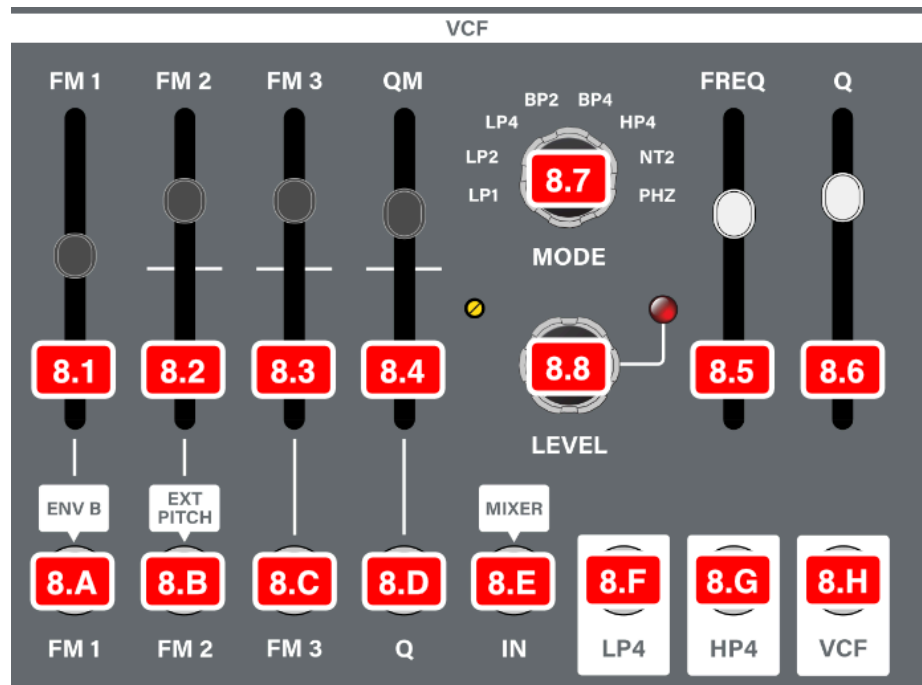 VCF
FM 1 FM 2 FM 3 QM FREQ Q
BP2 BP4
LP4 HP4
LP2 NT2
8.7
LP1 PHZ
MODE
8.1 8.2 8.3 8.4 8.8 8.5 8.6
LEVEL
ENV B EXT PITCH MIXER
8.A 8.B 8.C 8.D 8.E 8.F 8.G 8.H
FM 1 FM 2 FM 3 Q IN LP4 HP4 VCF